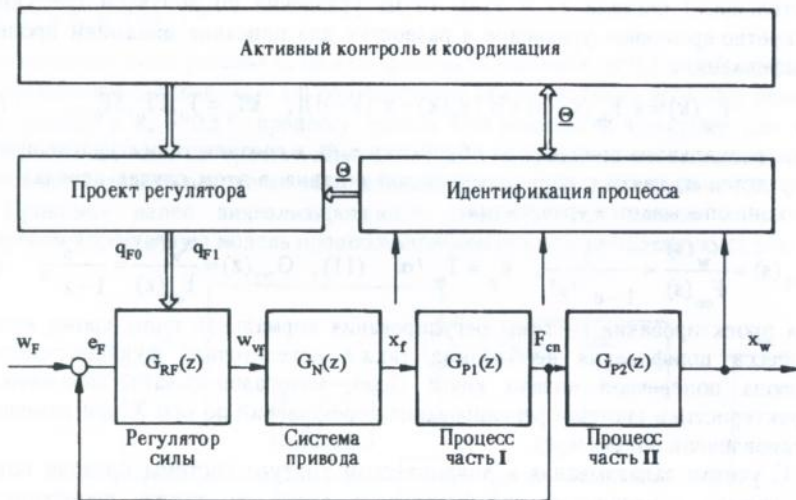 Активный контроль и координация
Θ
Проект регулятора
Θ
Идентификация процесса
q_F0 q_F1
w_F
e_F
G_RF(z)
w_vf
G_N(z)
x_f
G_P1(z)
F_cn
G_P2(z)
x_w
Регулятор силы
Система привода
Процесс часть I
Процесс часть II